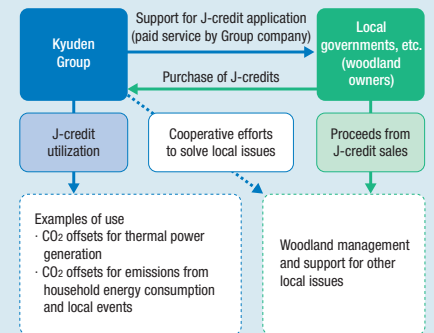 Support for J-credit application
(paid service by Group company)
Kyuden
Group
Local
governments, etc.
(woodland
owners)
Purchase of J-credits
J-credit
utilization
Cooperative efforts
to solve local issues
Proceeds from
J-credit sales
Examples of use
· CO2 offsets for thermal power
generation
· CO2 offsets for emissions from
household energy consumption
and local events
Woodland management
and support for other
local issues